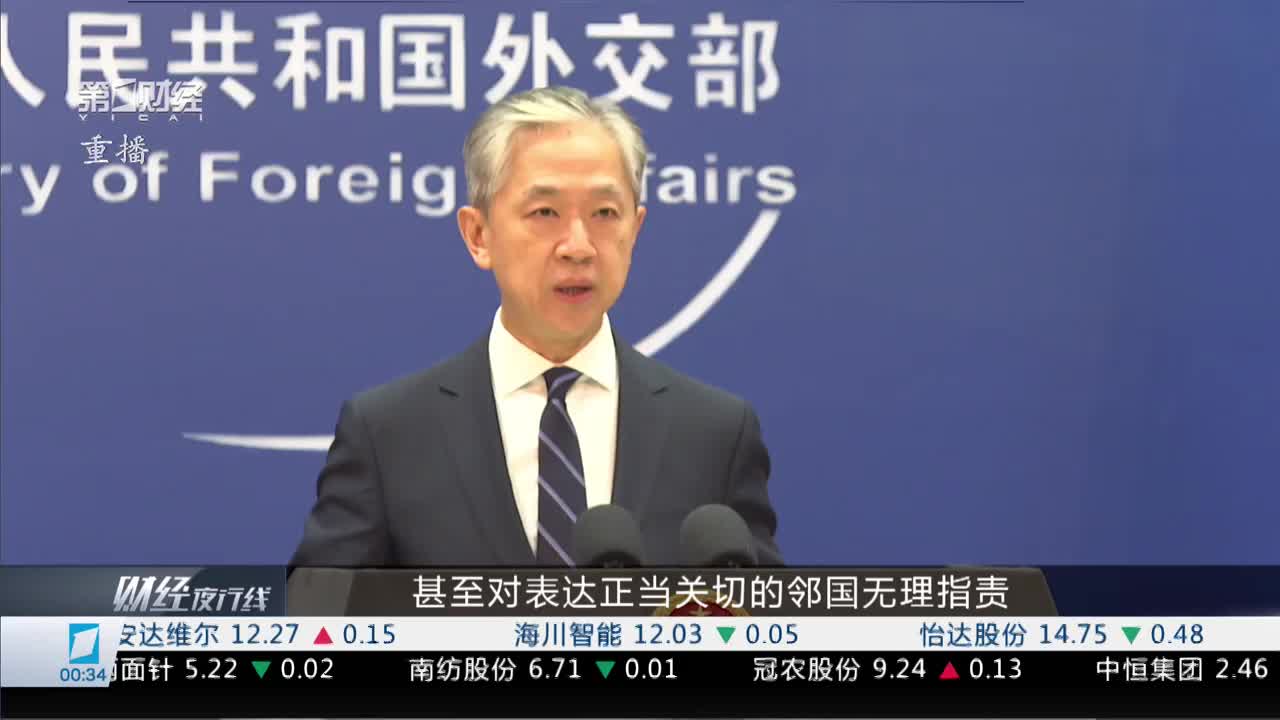 人民共和国外交部
第一财经
YICAI
重播
ry of Foreig ffairs
甚至对表达正当关切的邻国无理指责
财经夜行线
安达维尔 12.27 ▲ 0.15 海川智能 12.03 ▼ 0.05 怡达股份 14.75 ▼ 0.48
00:34
面针 5.22 ▼ 0.02 南纺股份 6.71 ▼ 0.01 冠农股份 9.24 ▲ 0.13 中恒集团 2.46